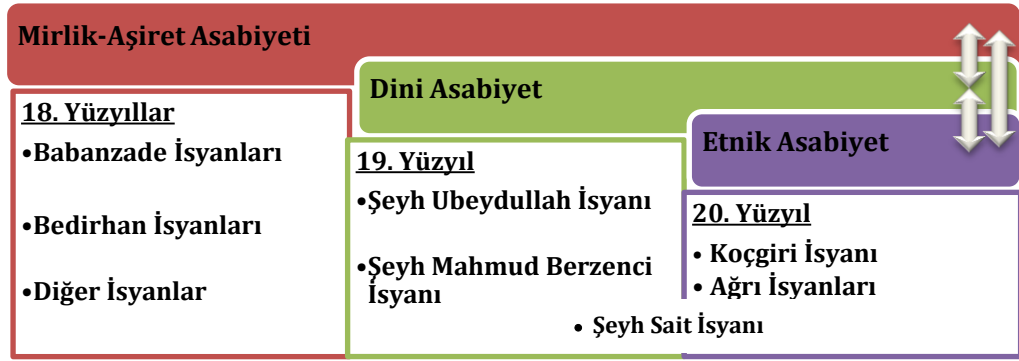 Mirlik-Aşiret Asabiyeti
18. Yüzyıllar
•Babanzade İsyanları
•Bedirhan İsyanları
•Diğer İsyanlar
Dini Asabiyet
19. Yüzyıl
•Şeyh Ubeydullah İsyanı
•Şeyh Mahmud Berzenci
İsyanı
Etnik Asabiyet
20. Yüzyıl
• Koçgiri İsyanı
• Ağrı İsyanları
• Şeyh Sait İsyanı